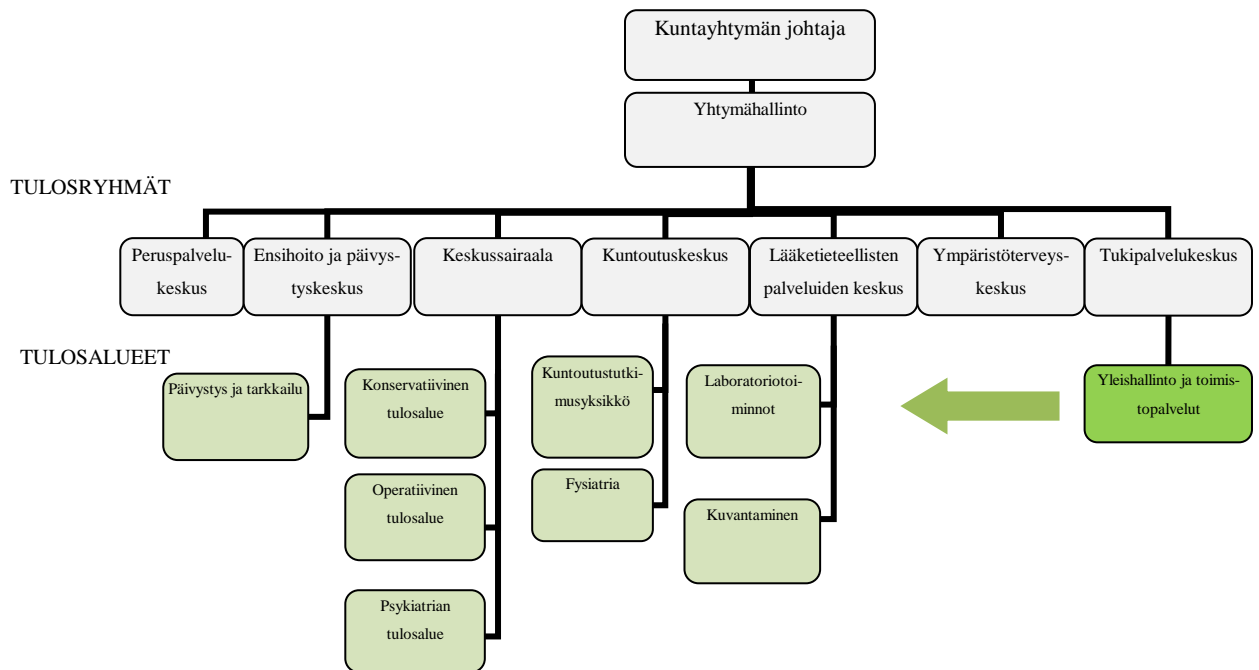 Kuntayhtymän johtaja
Yhtymähallinto
TULOSRYHMÄT
Peruspalvelu-
keskus
Ensihoito ja päivys-
tyskeskus
Keskussairaala
Kuntoutuskeskus
Lääketieteellisten
palveluiden keskus
Ympäristöterveys-
keskus
Tukipalvelukeskus
TULOSALUEET
Päivystys ja tarkkailu
Konservatiivinen
tulosalue
Kuntoutustutki-
musyksikkö
Laboratoriotoi-
minnot
Yleishallinto ja toimis-
topalvelut
Operatiivinen
tulosalue
Fysiatria
Kuvantaminen
Psykiatrian
tulosalue